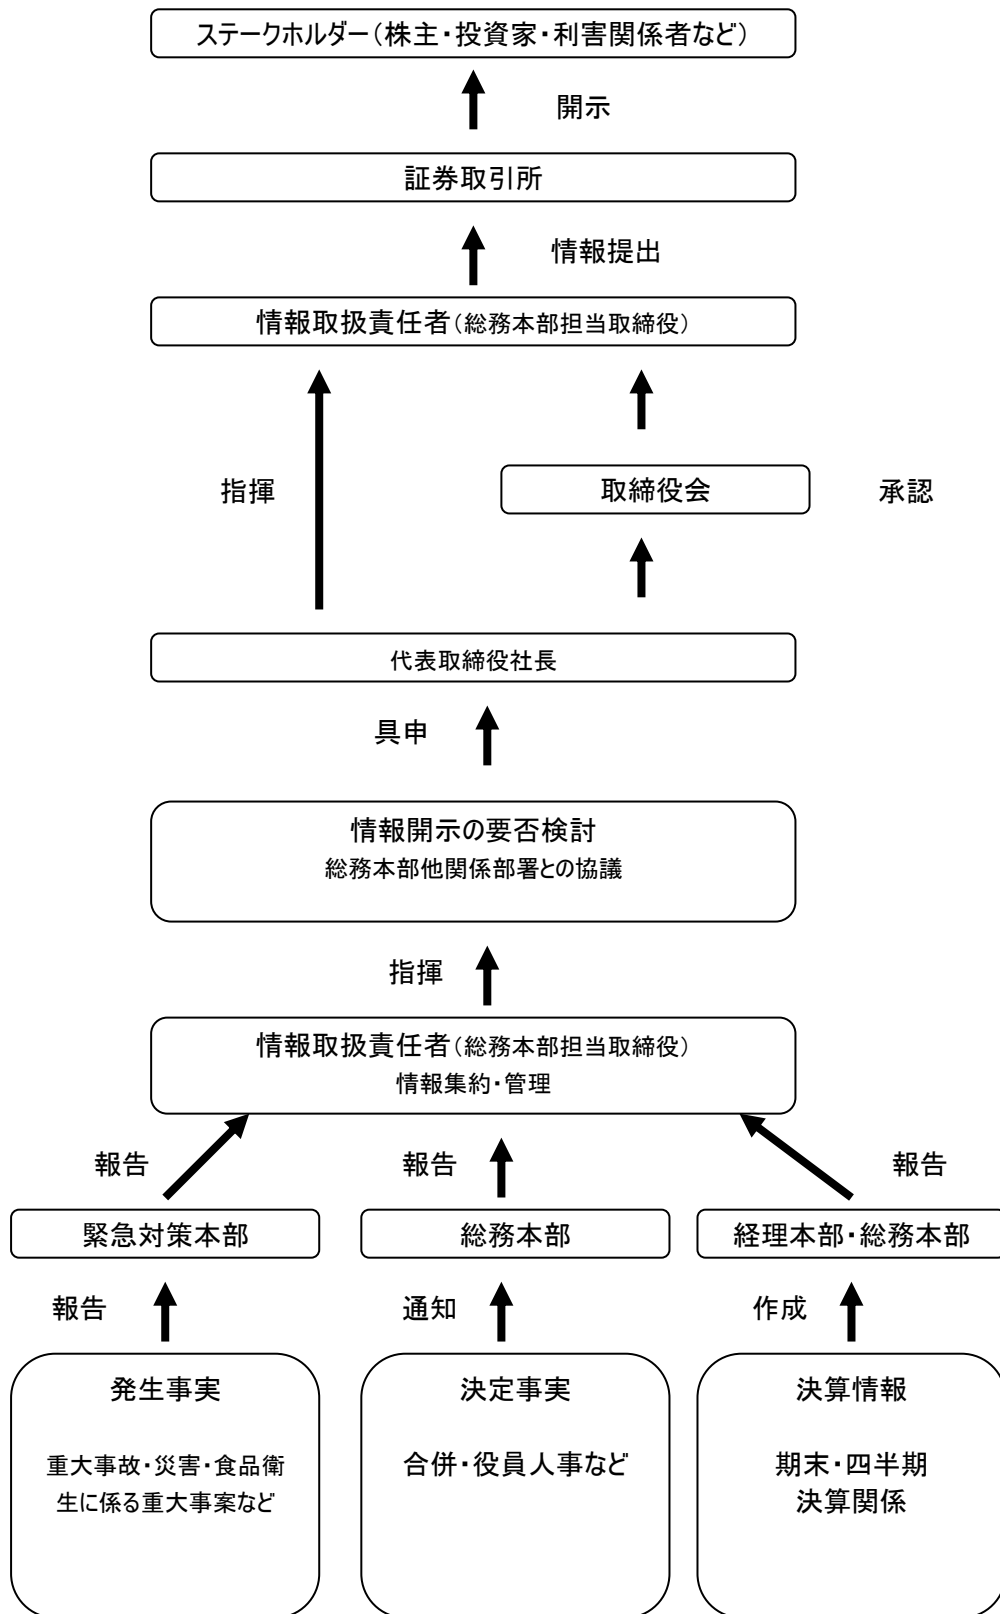 ステークホルダー（株主・投資家・利害関係者など）
開示
証券取引所
情報提出
情報取扱責任者（総務本部担当取締役）
指揮
取締役会
承認
代表取締役社長
具申
情報開示の要否検討
総務本部他関係部署との協議
指揮
情報取扱責任者（総務本部担当取締役）
情報集約・管理
報告
報告
報告
緊急対策本部
総務本部
経理本部・総務本部
報告
通知
作成
発生事実
重大事故・災害・食品衛
生に係る重大事案など
決定事実
合併・役員人事など
決算情報
期末・四半期
決算関係